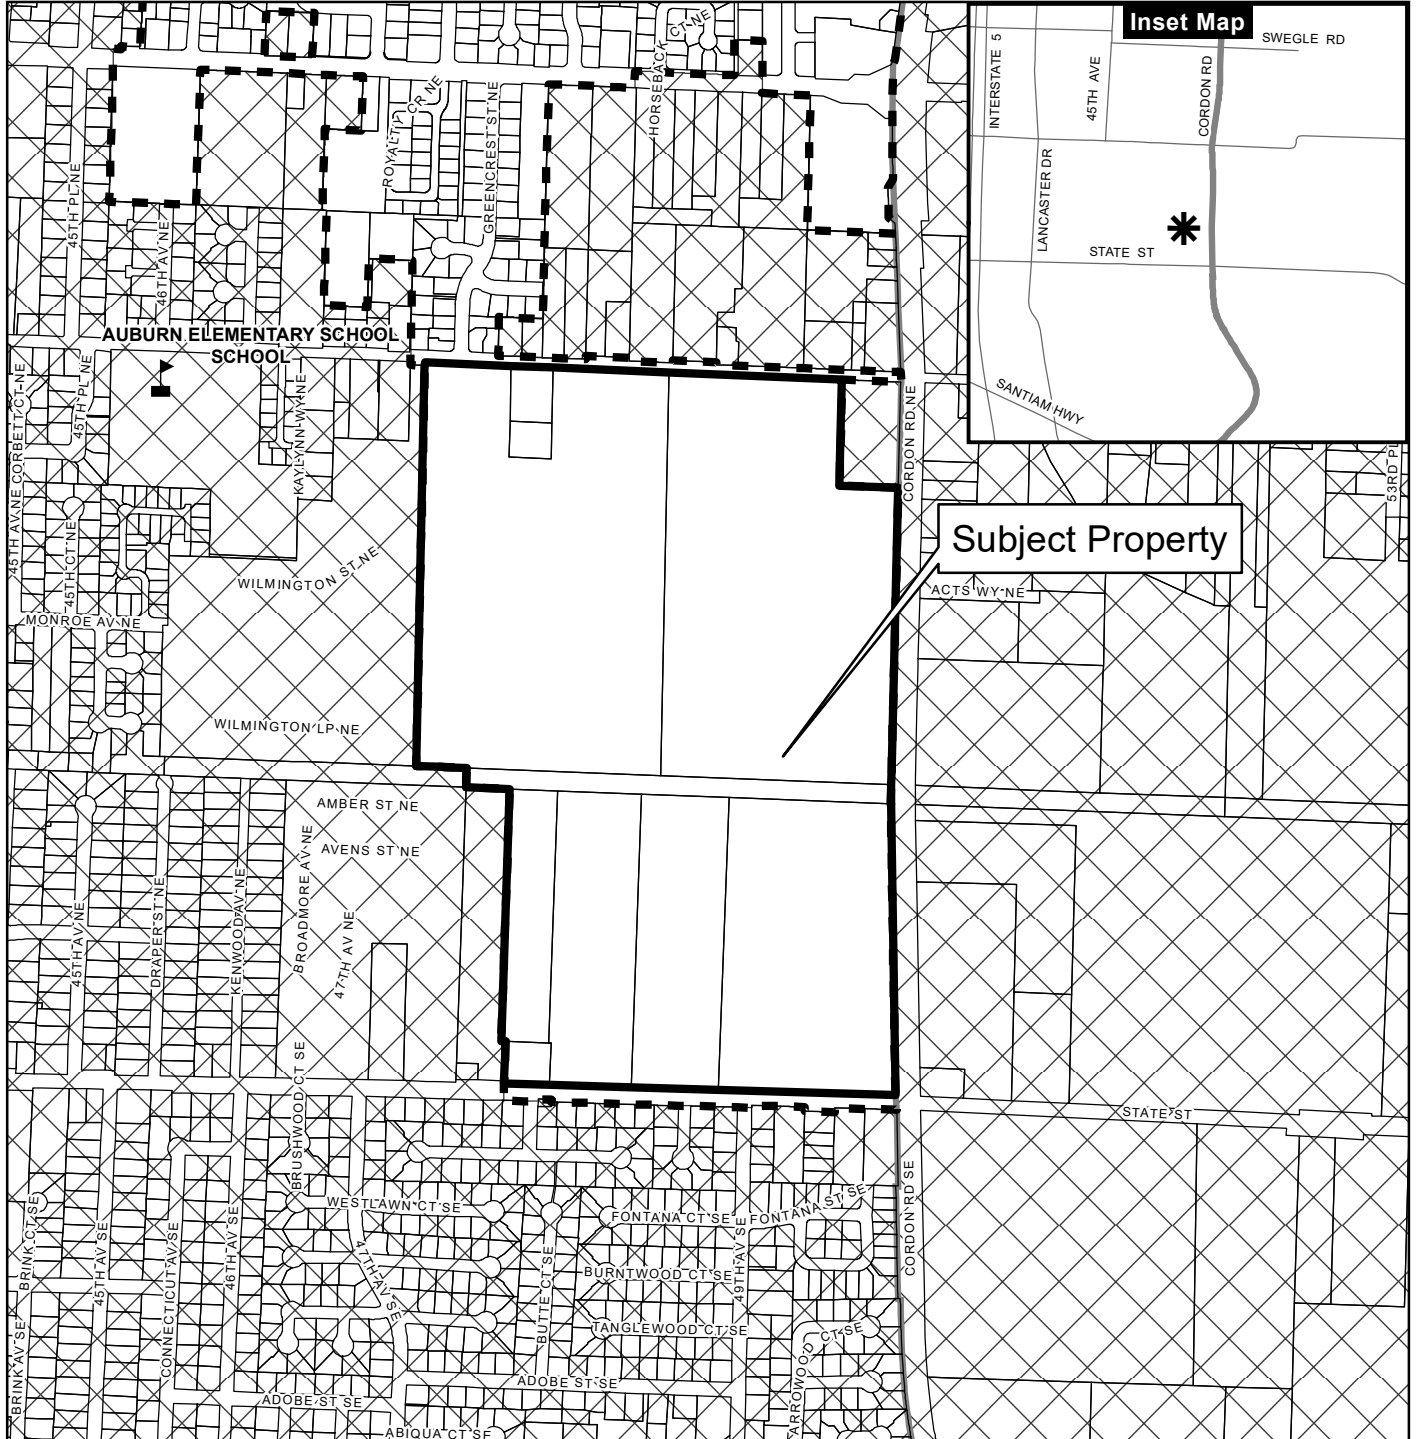 Inset Map
SWEGLE RD
INTERSTATE 5
45TH AVE
CORDON RD
LANCASTER DR
STATE ST
SANTIAM HWY
HORSEBACK CT NE
ROYALTY CR NE
GREENCREST ST NE
45TH PL NE
46TH AV NE
AUBURN ELEMENTARY SCHOOL
SCHOOL
45TH PL NE
CORBETT CT NE
45TH AV NE
KAYLYNN WY NE
CORDON RD NE
53RD PL
45TH CT NE
Subject Property
WILMINGTON ST NE
ACTS WY NE
MONROE AV NE
WILMINGTON LP NE
AMBER ST NE
AVENS ST NE
BROADMORE AV NE
45TH AV NE
DRAPER ST NE
KENWOOD AV NE
47TH AV NE
STATE ST
BRUSHWOOD CT SE
WESTLAWN CT SE
FONTANA CT SE
FONTANA ST SE
CORDON RD SE
BRINK CT SE
45TH AV SE
CONNECTICUT AV SE
46TH AV SE
47TH AV SE
BUTTE CT SE
BURNTWOOD CT SE
49TH AV SE
TANGLEWOOD CT SE
ARROWOOD CT SE
BRINK AV SE
ADOBE ST SE
ADOBE ST SE
ABIQUA CT SE